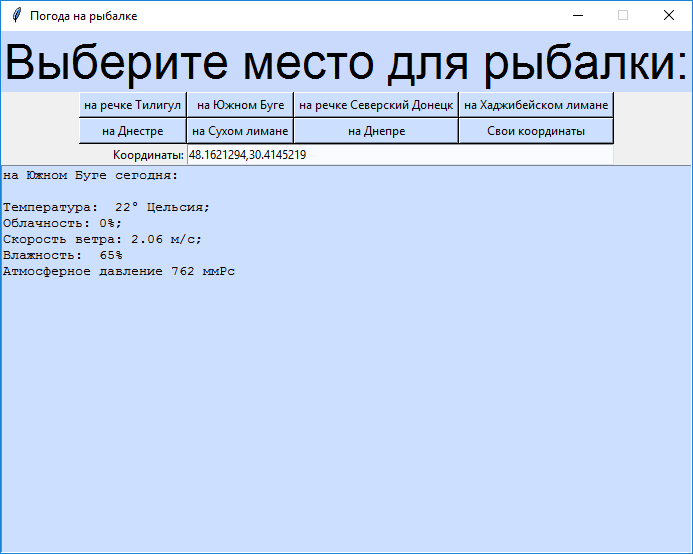 Погода на рыбалке
Выберите место для рыбалки:
на речке Тилигул на Южном Буге на речке Северский Донецк на Хаджибейском лимане
на Днестре на Сухом лимане на Днепре Свои координаты
Координаты: 48.1621294,30.4145219
на Южном Буге сегодня:
Температура: 22° Цельсия;
Облачность: 0%;
Скорость ветра: 2.06 м/с;
Влажность: 65%
Атмосферное давление 762 ммРс